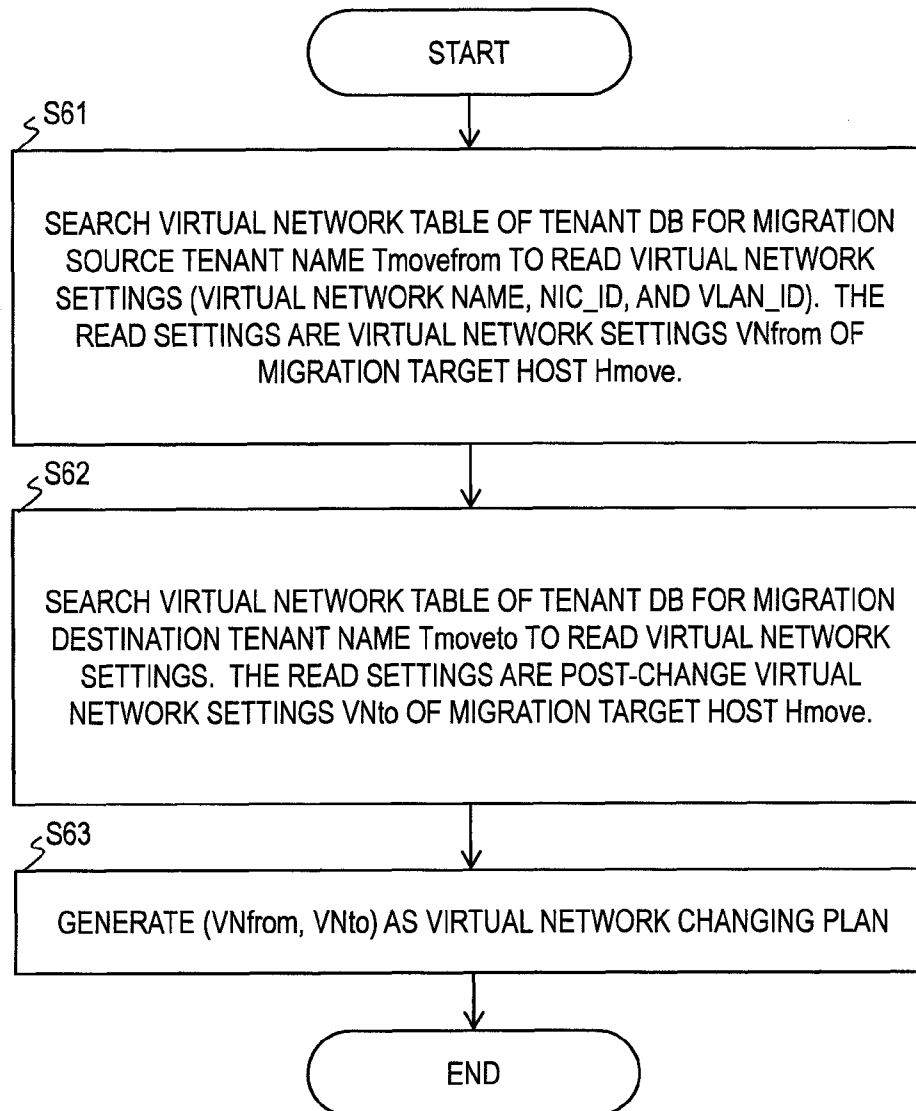 START
S61
SEARCH VIRTUAL NETWORK TABLE OF TENANT DB FOR MIGRATION
SOURCE TENANT NAME Tmovefrom TO READ VIRTUAL NETWORK
SETTINGS (VIRTUAL NETWORK NAME, NIC_ID, AND VLAN_ID). THE
READ SETTINGS ARE VIRTUAL NETWORK SETTINGS VNfrom OF
MIGRATION TARGET HOST Hmove.
S62
SEARCH VIRTUAL NETWORK TABLE OF TENANT DB FOR MIGRATION
DESTINATION TENANT NAME Tmoveto TO READ VIRTUAL NETWORK
SETTINGS. THE READ SETTINGS ARE POST-CHANGE VIRTUAL
NETWORK SETTINGS VNto OF MIGRATION TARGET HOST Hmove.
S63
GENERATE (VNfrom, VNto) AS VIRTUAL NETWORK CHANGING PLAN
END